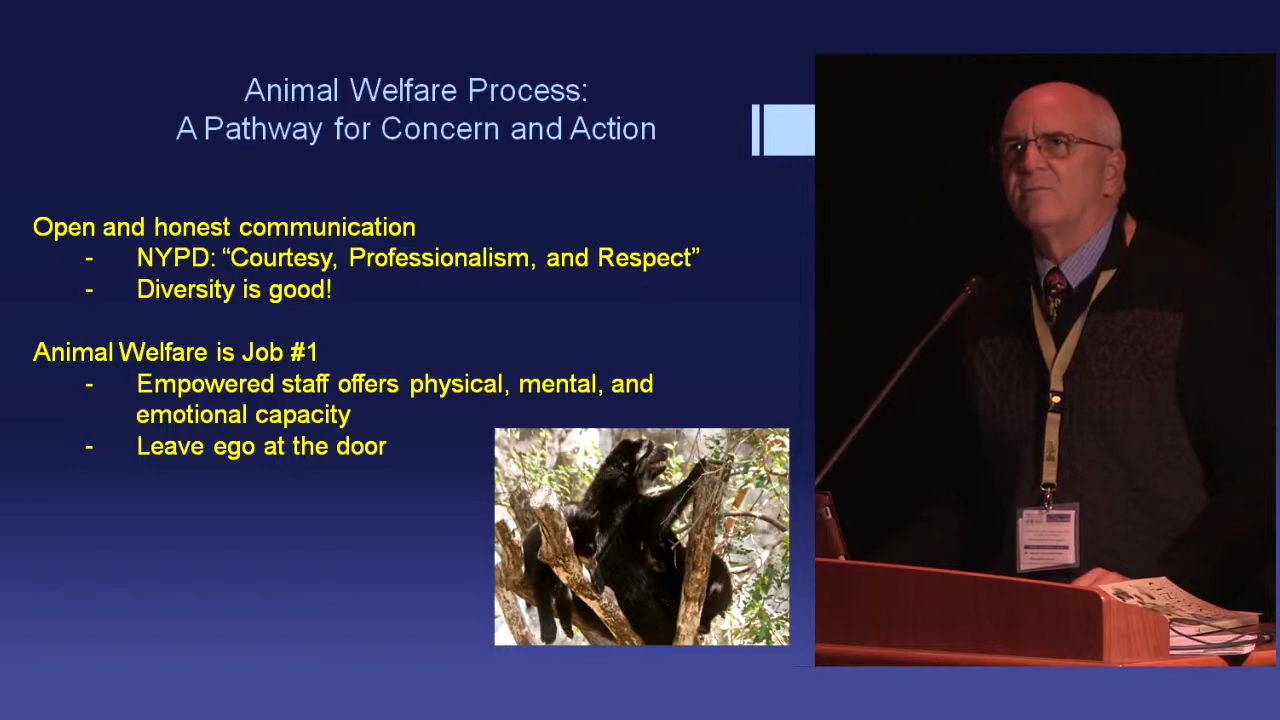 Animal Welfare Process:
A Pathway for Concern and Action
Open and honest communication
- NYPD: “Courtesy, Professionalism, and Respect”
- Diversity is good!
Animal Welfare is Job #1
- Empowered staff offers physical, mental, and
emotional capacity
- Leave ego at the door